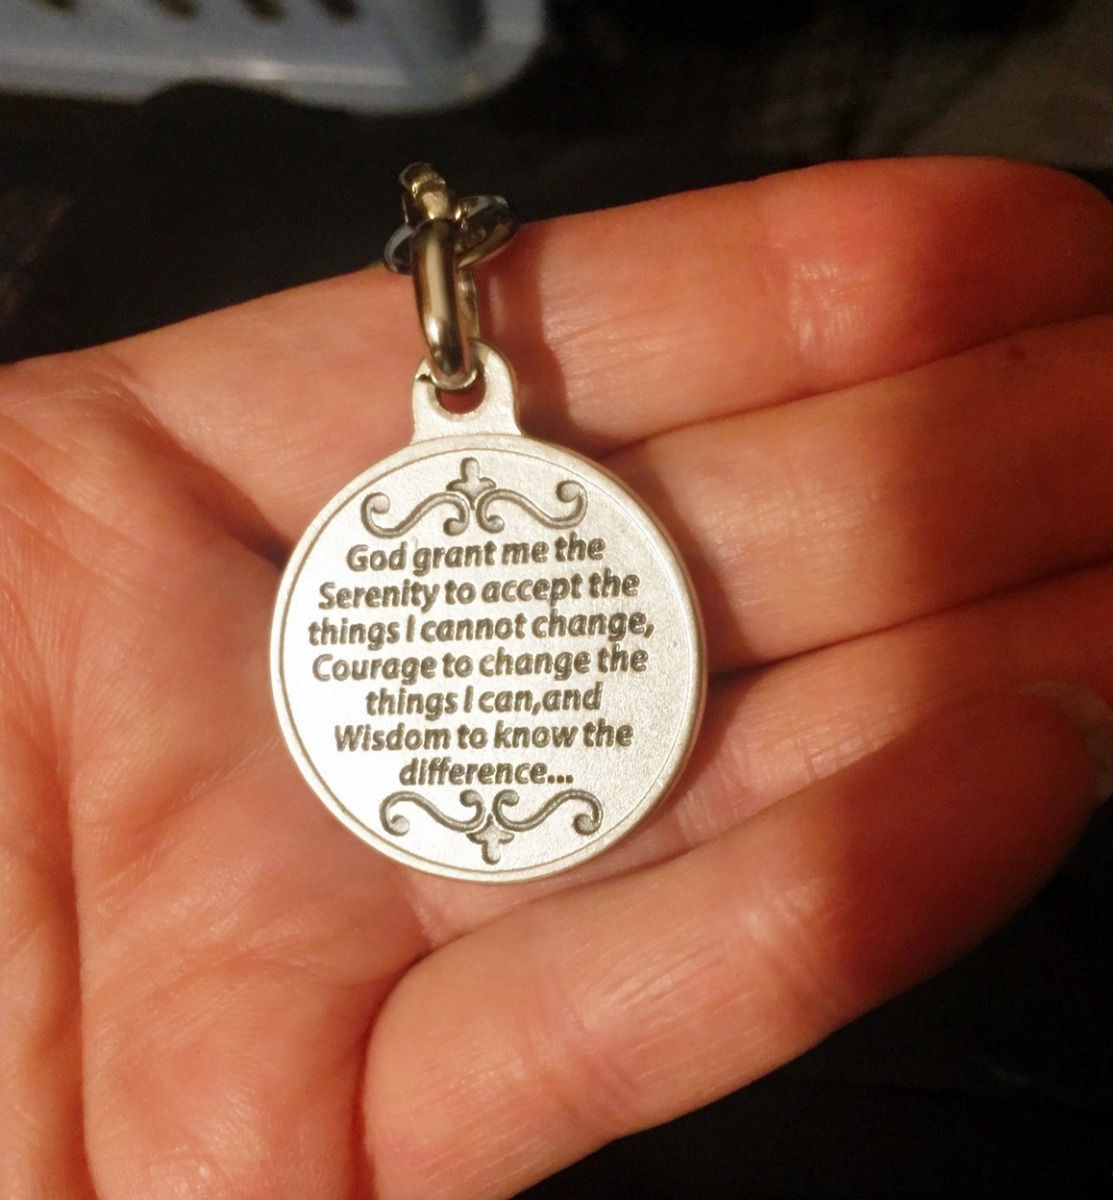 God grant me the
Serenity to accept the
things I cannot change,
Courage to change the
things I can,and
Wisdom to know the
difference...